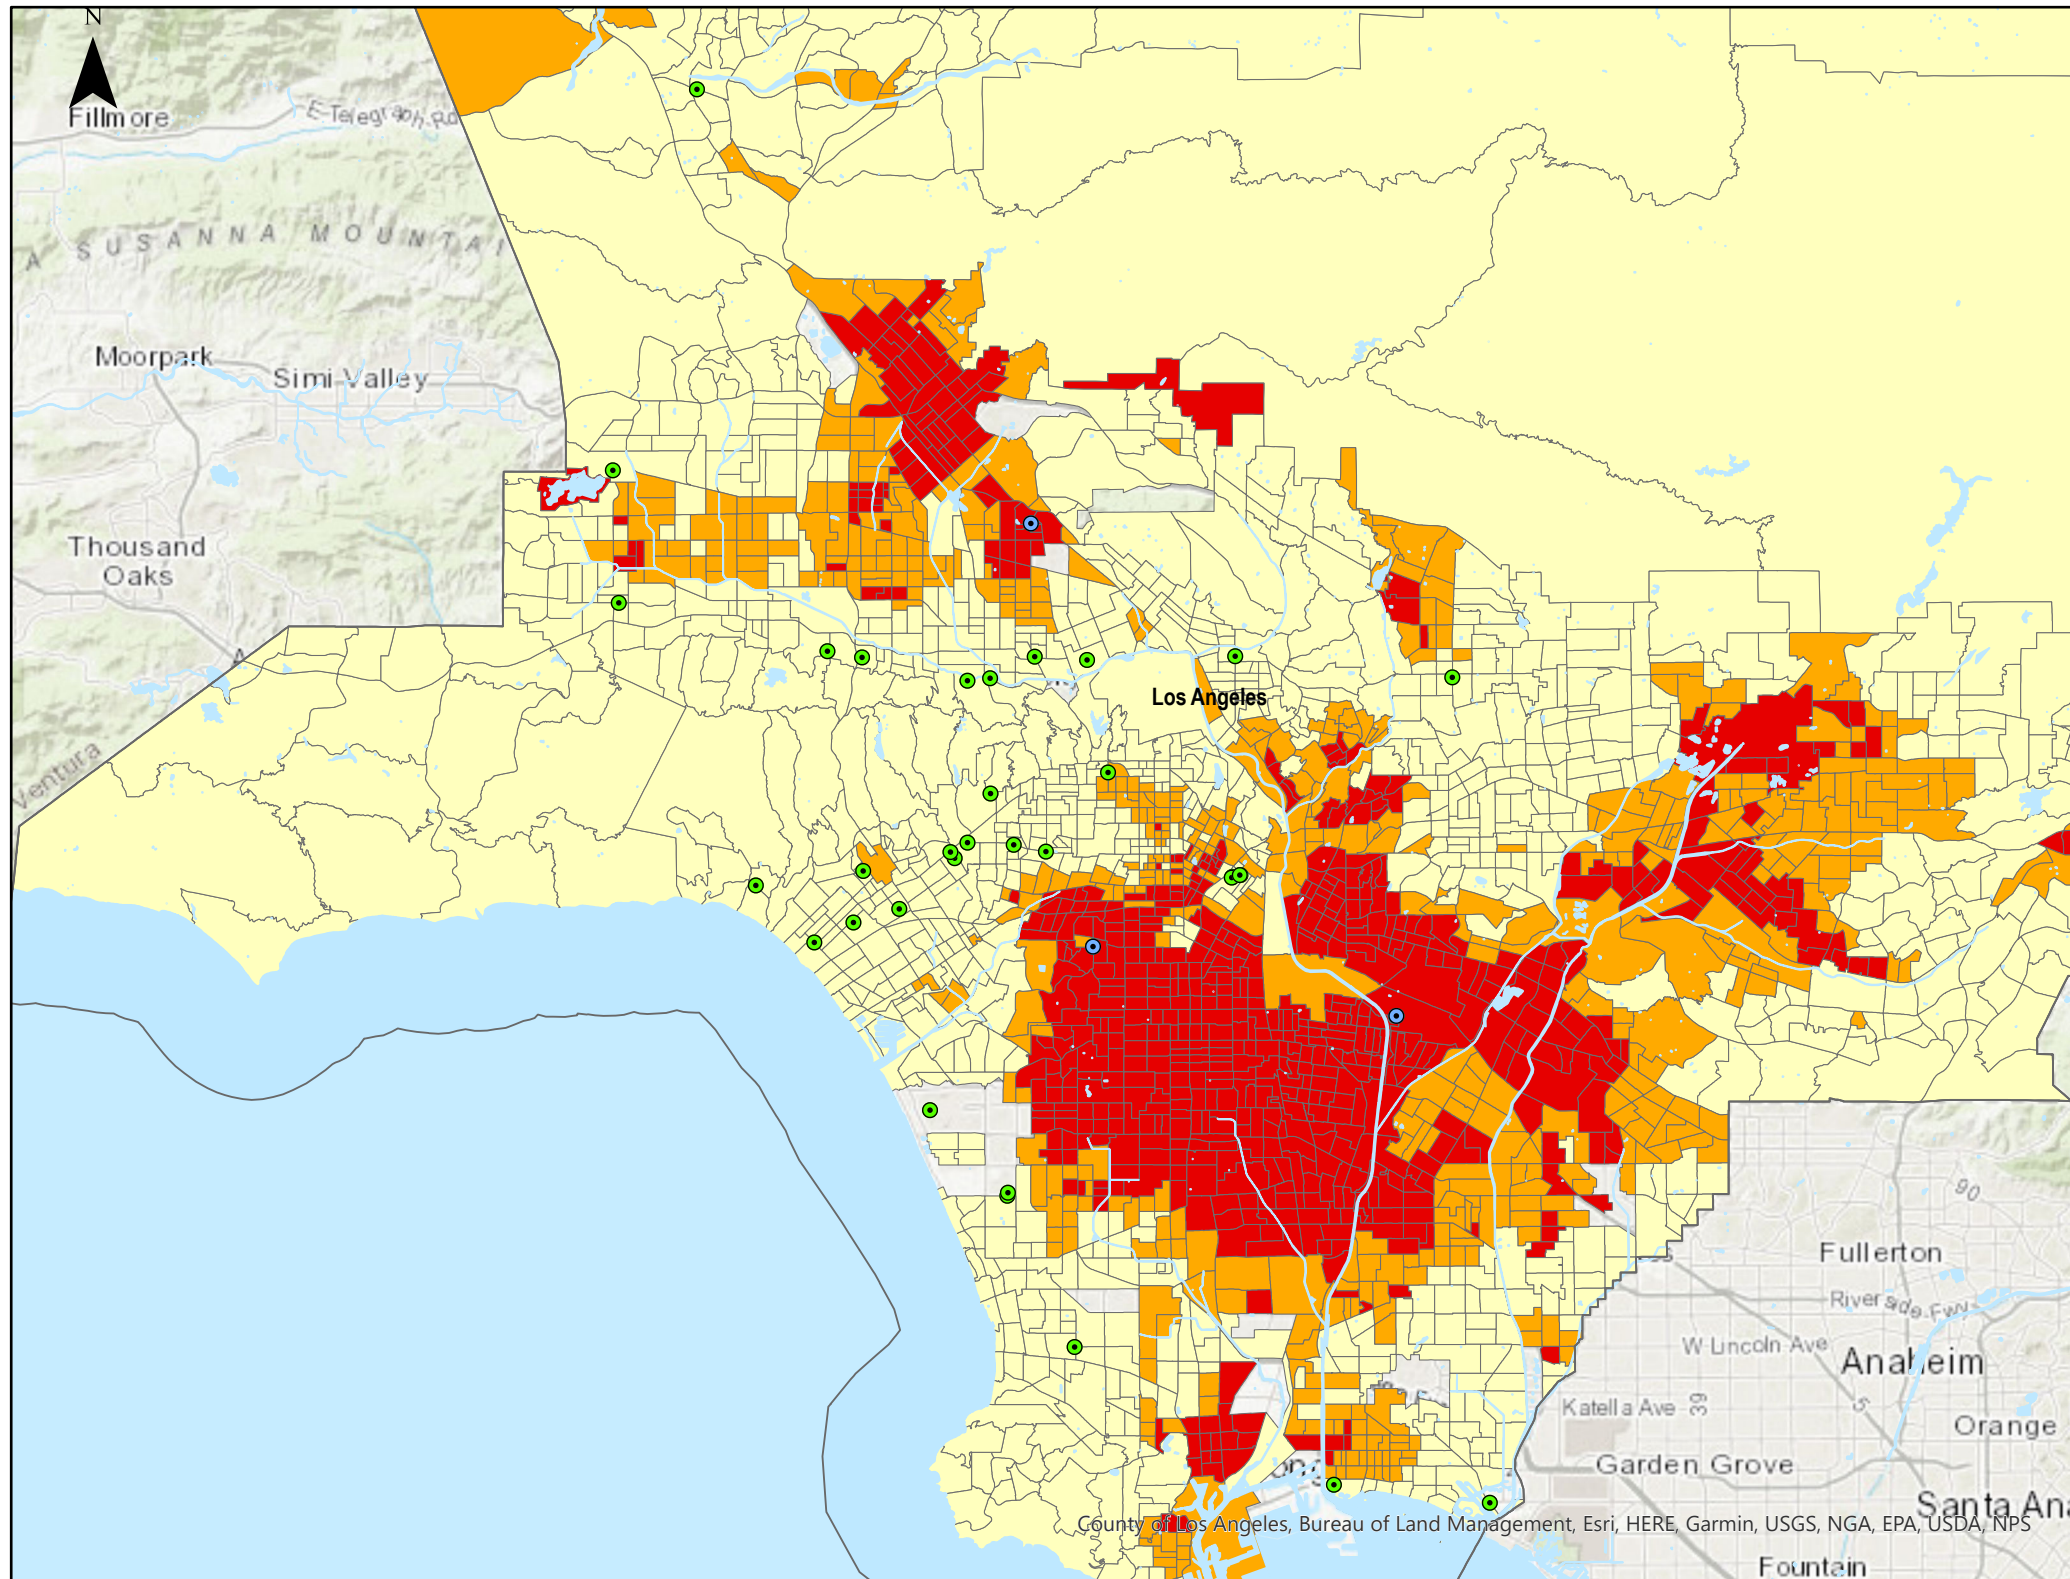 N
Fillmore
E-Telegraph-Rd
A SUSANNA MOUNTAI
Moorpark
Simi Valley
Thousand
Oaks
Los Angeles
Ventura
90
Fullerton
Riverside-Fwy
W-Lincoln Ave
Anaheim
Katella Ave
39
5
Orange
Garden Grove
Santa Ana
County of Los Angeles, Bureau of Land Management, Esri, HERE, Garmin, USGS, NGA, EPA, USDA, NPS
Fountain